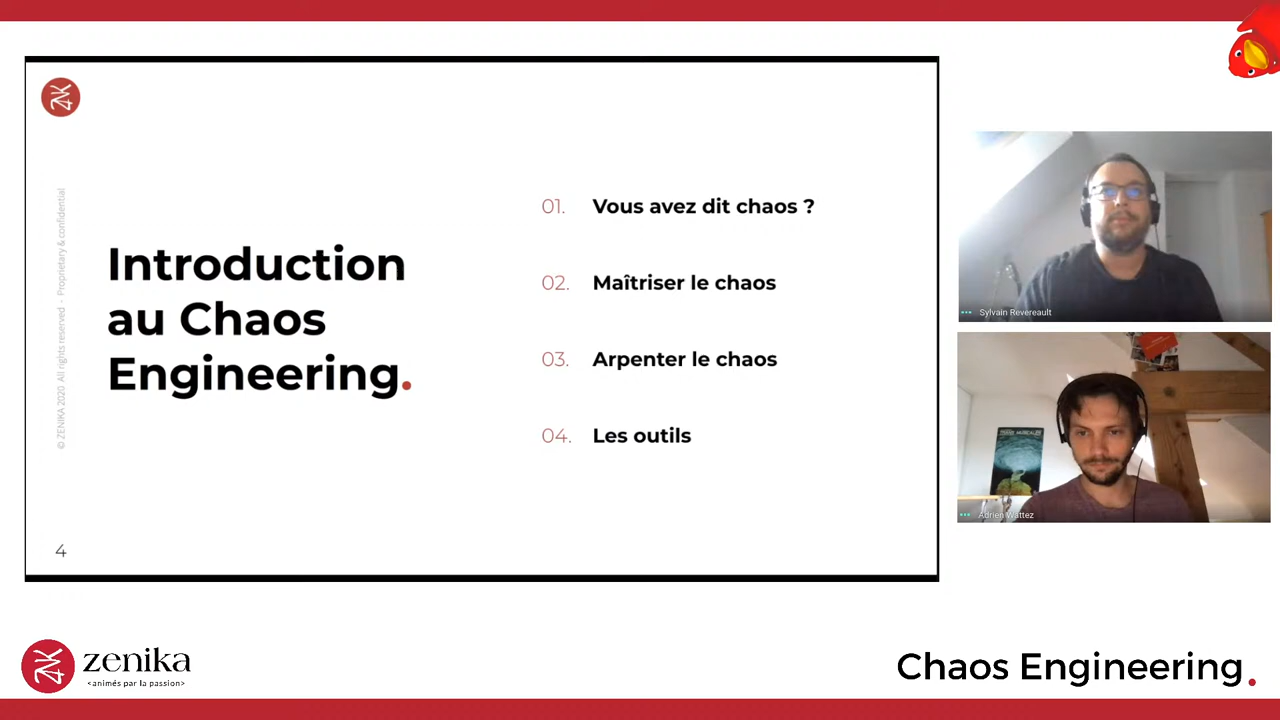 © ZENIKA 2020 All rights reserved - Proprietary & confidential
Introduction
au Chaos
Engineering.
01. Vous avez dit chaos ?
02. Maîtriser le chaos
03. Arpenter le chaos
04. Les outils
4
Sylvain Revereault
Adrien Wattez
zenika
<animés par la passion>
Chaos Engineering.